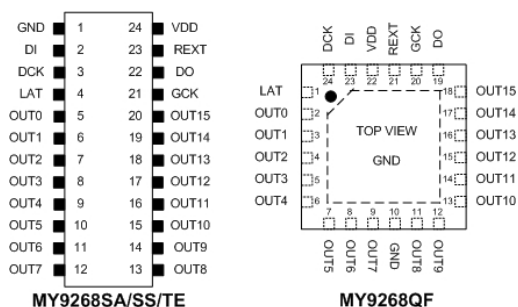 GND 1 24 VDD
DI 2 23 REXT
DCK 3 22 DO
LAT 4 21 GCK
OUT0 5 20 OUT15
OUT1 6 19 OUT14
OUT2 7 18 OUT13
OUT3 8 17 OUT12
OUT4 9 16 OUT11
OUT5 10 15 OUT10
OUT6 11 14 OUT9
OUT7 12 13 OUT8
MY9268SA/SS/TE
DCK DI VDD REXT GCK DO
24 23 22 21 20 19
LAT 1 18 OUT15
OUT0 2 17 OUT14
OUT1 3 16 OUT13
OUT2 4 15 OUT12
OUT3 5 14 OUT11
OUT4 6 13 OUT10
TOP VIEW
GND
7 8 9 10 11 12
OUT5 OUT6 OUT7 GND OUT8 OUT9
MY9268QF